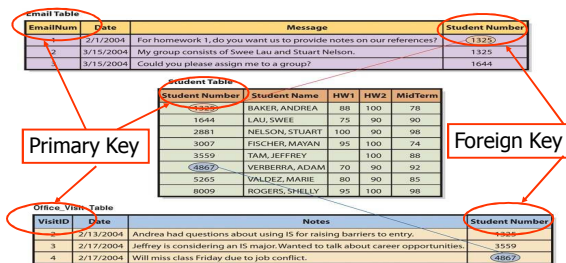 Email Table
EmailNum Date Message Student Number
1 2/1/2004 For homework 1, do you want us to provide notes on our references? 1325
2 3/15/2004 My group consists of Swee Lau and Stuart Nelson. 1325
3 3/15/2004 Could you please assign me to a group? 1644
Student Table
Student Number Student Name HW1 HW2 MidTerm
1325 BAKER, ANDREA 88 100 78
1644 LAU, SWEE 75 90 90
2881 NELSON, STUART 100 90 98
3007 FISCHER, MAYAN 95 100 74
3559 TAM, JEFFREY 100 88
4867 VERBERRA, ADAM 70 90 92
5265 VALDEZ, MARIE 80 90 85
8009 ROGERS, SHELLY 95 100 98
Primary Key
Foreign Key
Office_Visit Table
VisitID Date Notes Student Number
2 2/13/2004 Andrea had questions about using IS for raising barriers to entry. 1325
3 2/17/2004 Jeffrey is considering an IS major. Wanted to talk about career opportunities. 3559
4 2/17/2004 Will miss class Friday due to job conflict. 4867